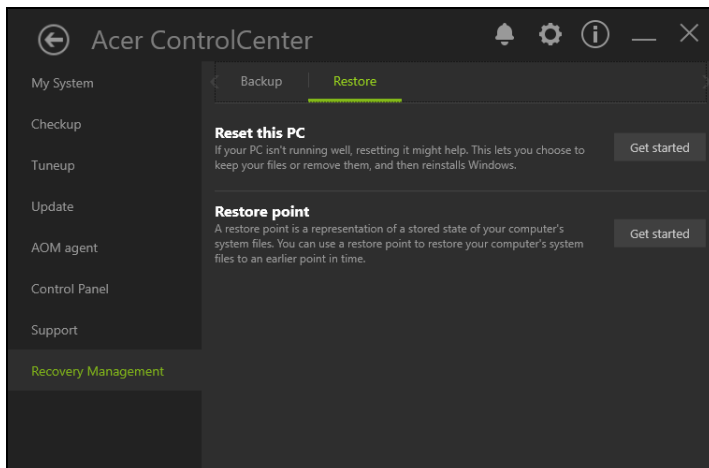 Acer ControlCenter
My System
Checkup
Tuneup
Update
AOM agent
Control Panel
Support
Recovery Management
Backup
Restore
Reset this PC
If your PC isn't running well, resetting it might help. This lets you choose to
keep your files or remove them, and then reinstalls Windows.
Get started
Restore point
A restore point is a representation of a stored state of your computer's
system files. You can use a restore point to restore your computer's system
files to an earlier point in time.
Get started